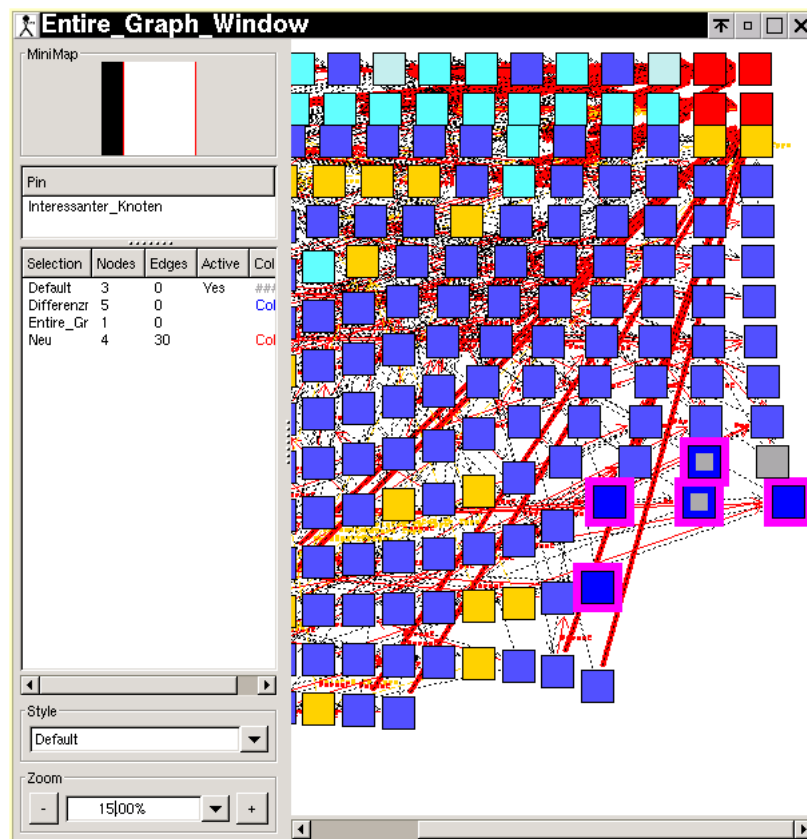 Entire_Graph_Window
MiniMap
Pin
Interessanter_Knoten
Selection Nodes Edges Active Col
Default 3 0 Yes ###
Differenzr 5 0 Col
Entire_Gr 1 0
Neu 4 30 Col
Style
Default
Zoom
- 15,00% +